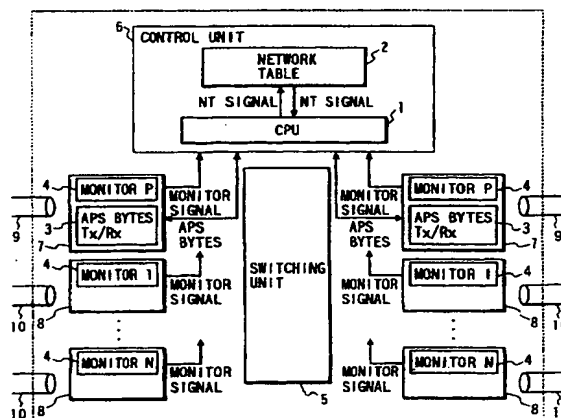 6
CONTROL UNIT
2
NETWORK
TABLE
NT SIGNAL
NT SIGNAL
1
CPU
4
MONITOR P
MONITOR
SIGNAL
3
APS BYTES
Tx/Rx
APS
BYTES
9
7
4
MONITOR 1
MONITOR
SIGNAL
10
8
4
MONITOR N
MONITOR
SIGNAL
10
8
SWITCHING
UNIT
5
MONITOR
SIGNAL
MONITOR P
4
APS
BYTES
APS BYTES
Tx/Rx
3
7
9
MONITOR
SIGNAL
MONITOR 1
4
8
1
MONITOR
SIGNAL
MONITOR N
4
8
1